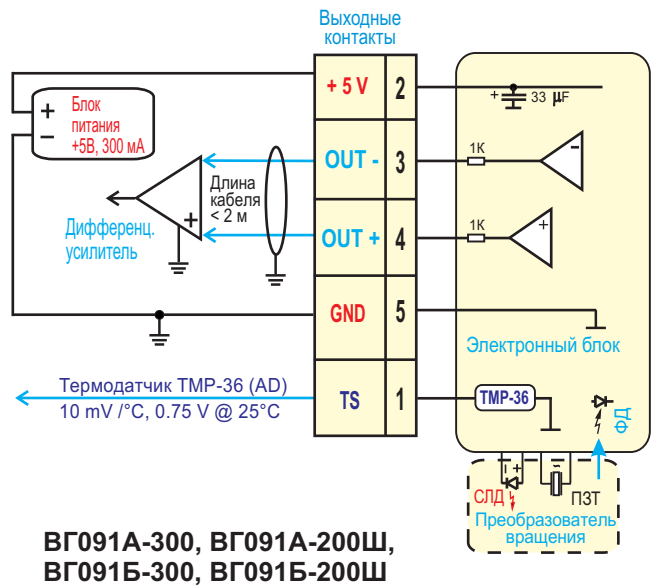 Выходные
контакты
+ 5 V 2
+ 33 μF
+ Блок
− питания
+5В, 300 мА
OUT - 3
1К
−
Длина
кабеля
< 2 м
+
Дифференц.
усилитель
OUT + 4
1К
+
GND 5
Электронный блок
Термодатчик TMP-36 (AD)
10 mV /°C, 0.75 V @ 25°C
TS 1
TMP-36
ФД
− +
~
СЛД
ПЗТ
Преобразователь
вращения
ВГ091А-300, ВГ091А-200Ш,
ВГ091Б-300, ВГ091Б-200Ш